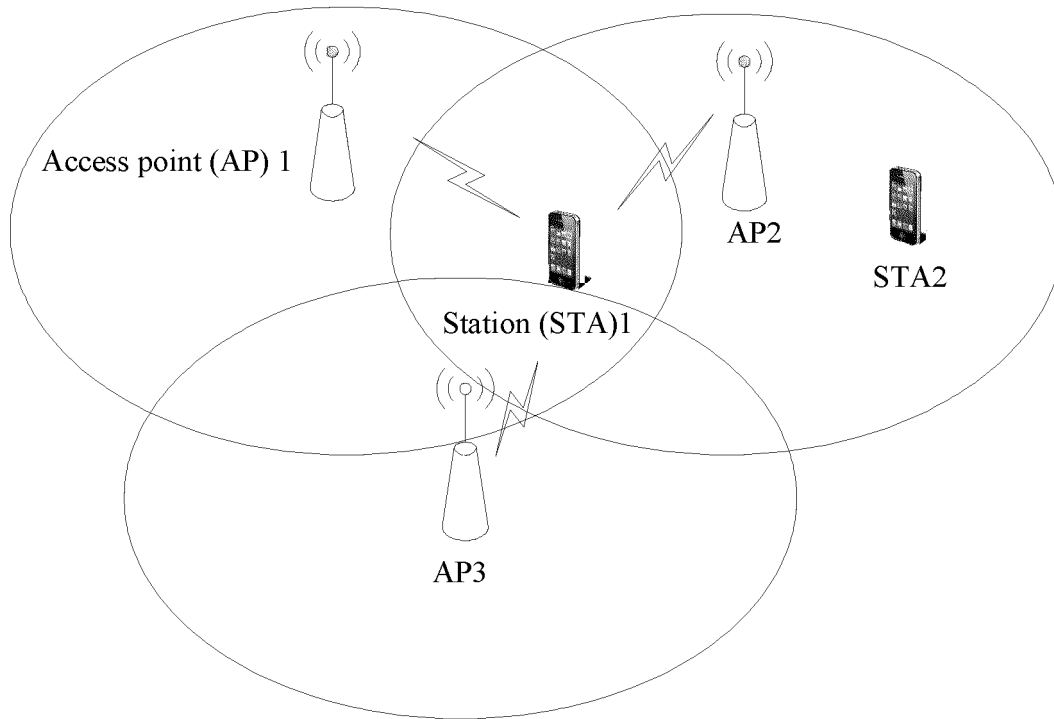 Access point (AP) 1
AP2
STA2
Station (STA)1
AP3